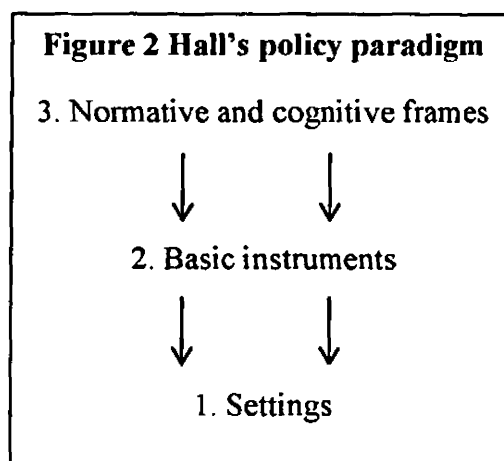 Figure 2 Hall's policy paradigm
3. Normative and cognitive frames
2. Basic instruments
1. Settings